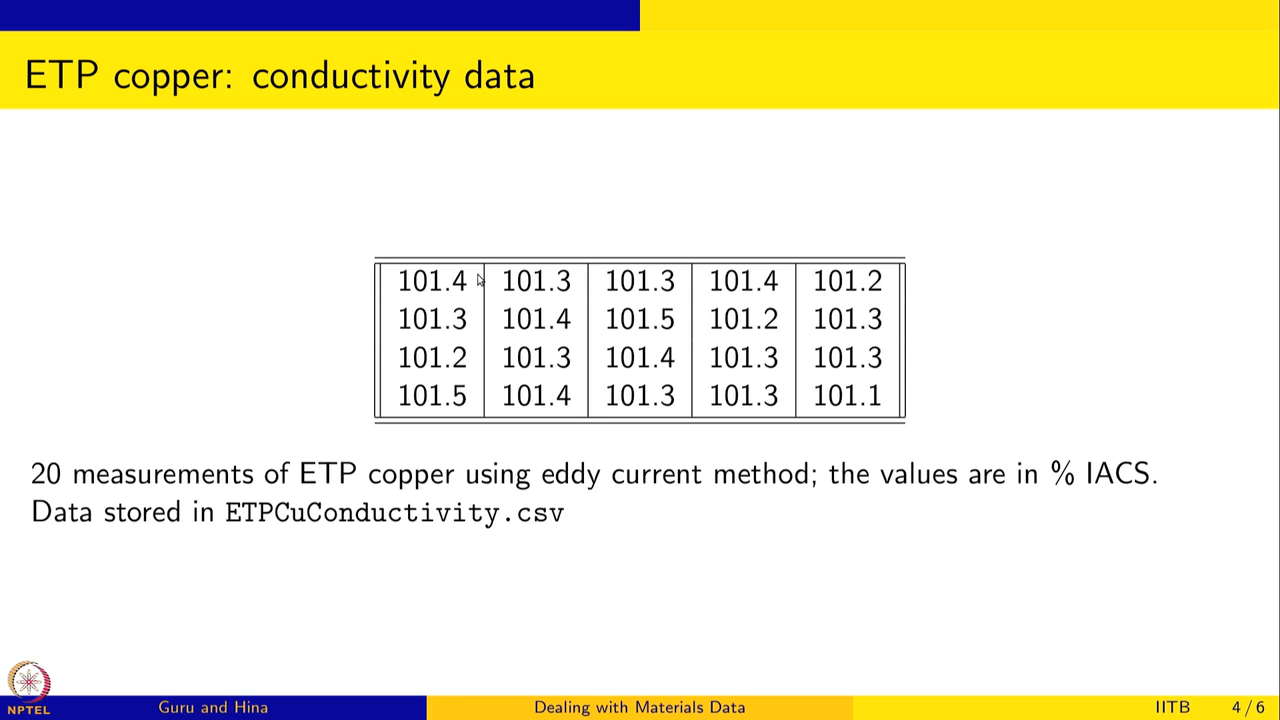 ETP copper: conductivity data
101.4 101.3 101.3 101.4 101.2
101.3 101.4 101.5 101.2 101.3
101.2 101.3 101.4 101.3 101.3
101.5 101.4 101.3 101.3 101.1
20 measurements of ETP copper using eddy current method; the values are in % IACS.
Data stored in ETPCuConductivity.csv
NPTEL
Guru and Hina Dealing with Materials Data IITB 4 / 6